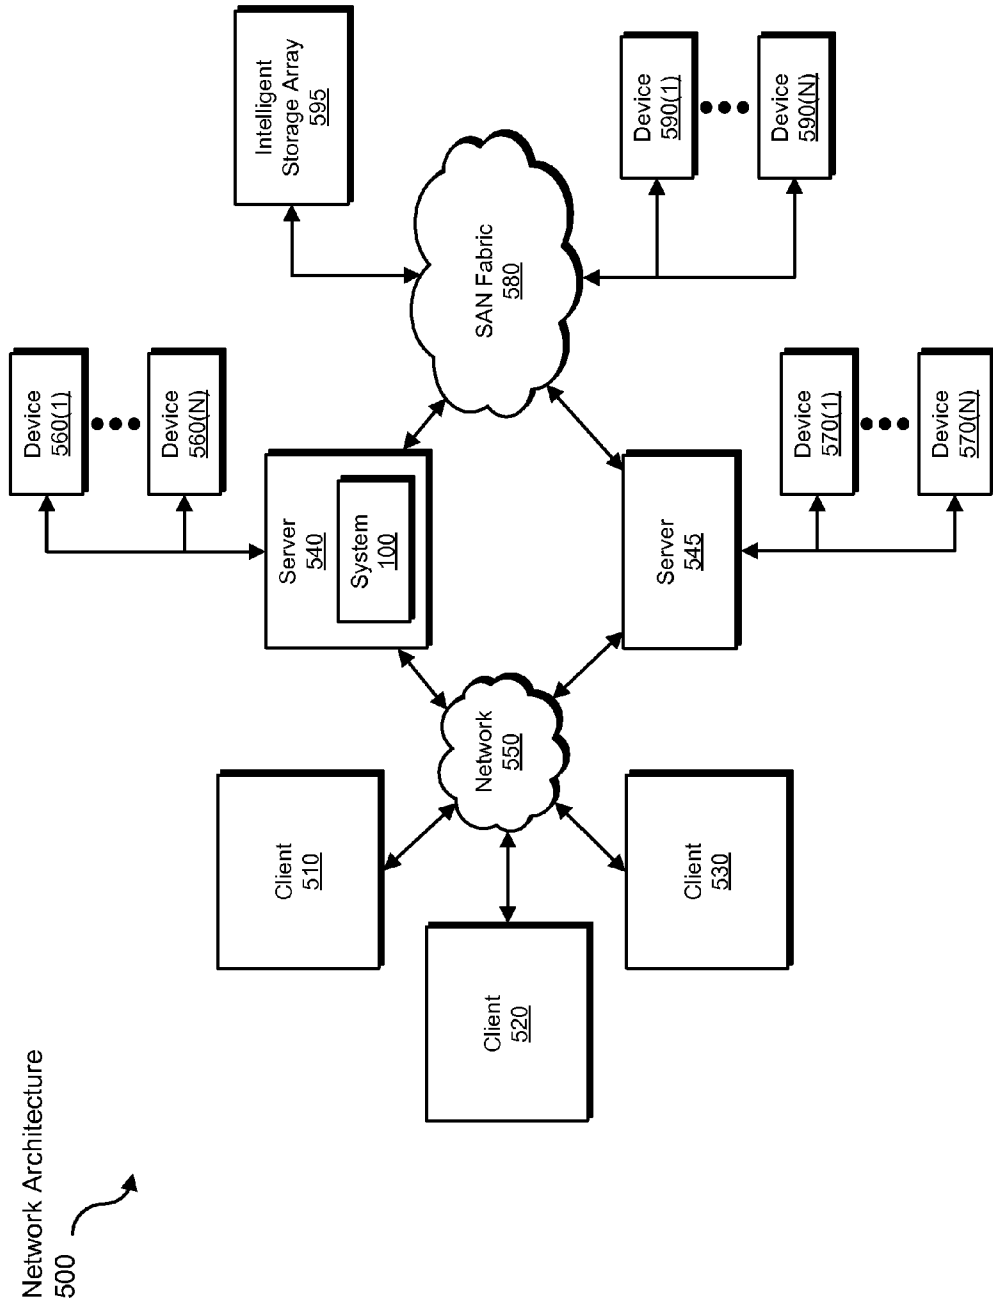 Network Architecture
500
Client
510
Client
520
Client
530
Network
550
Server
540
System
100
Server
545
Device
560(1)
Device
560(N)
Device
570(1)
Device
570(N)
SAN Fabric
580
Intelligent
Storage Array
595
Device
590(1)
Device
590(N)